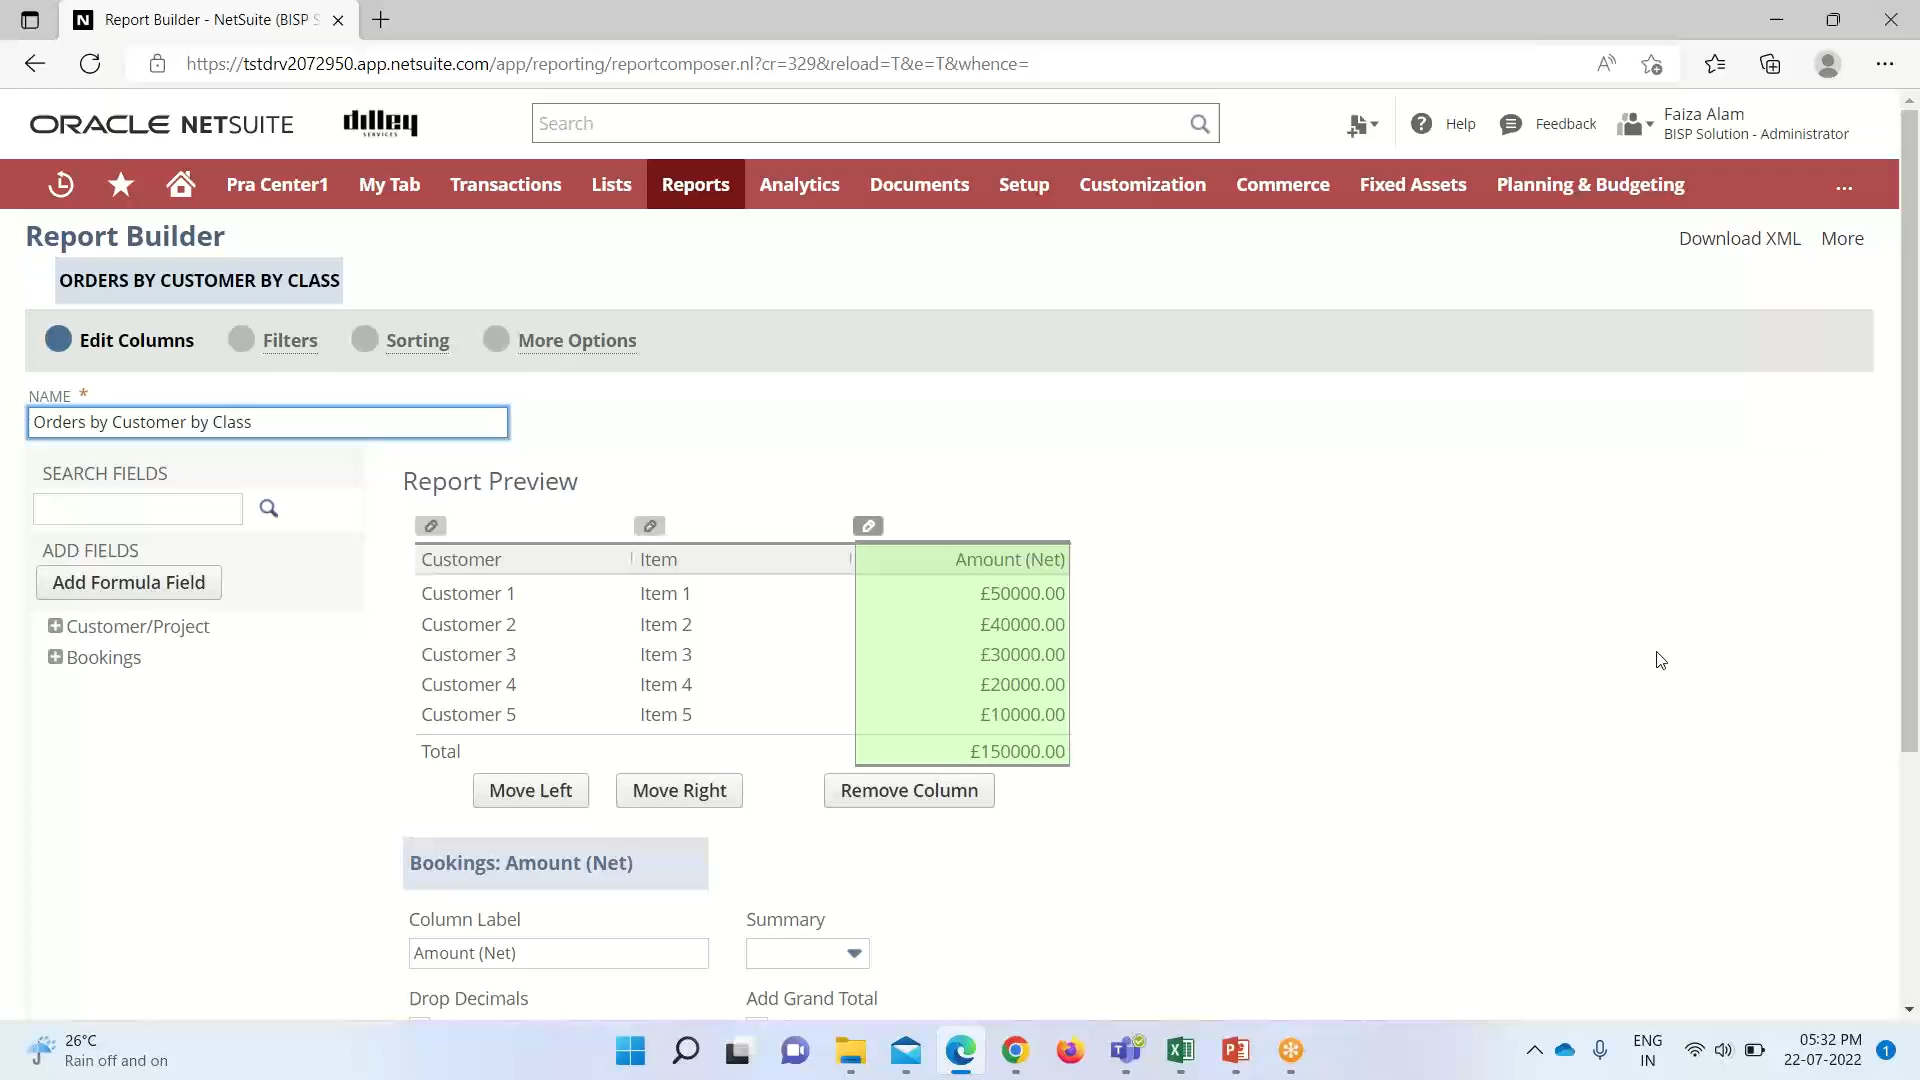 Report Builder - NetSuite (BISP S
https://tstdrv2072950.app.netsuite.com/app/reporting/reportcomposer.nl?cr=329&reload=T&e=T&whence=
ORACLE NETSUITE
dilley
SERVICES
Search
Help
Feedback
Faiza Alam
BISP Solution - Administrator
Pra Center1 My Tab Transactions Lists Reports Analytics Documents Setup Customization Commerce Fixed Assets Planning & Budgeting ...
Report Builder
Download XML More
ORDERS BY CUSTOMER BY CLASS
Edit Columns Filters Sorting More Options
NAME *
Orders by Customer by Class
SEARCH FIELDS
ADD FIELDS
Add Formula Field
Customer/Project
Bookings
Report Preview
Customer Item Amount (Net)
Customer 1 Item 1 £50000.00
Customer 2 Item 2 £40000.00
Customer 3 Item 3 £30000.00
Customer 4 Item 4 £20000.00
Customer 5 Item 5 £10000.00
Total £150000.00
Move Left Move Right Remove Column
Bookings: Amount (Net)
Column Label Summary
Amount (Net)
Drop Decimals Add Grand Total
26°C
Rain off and on
ENG
IN
05:32 PM
22-07-2022
1